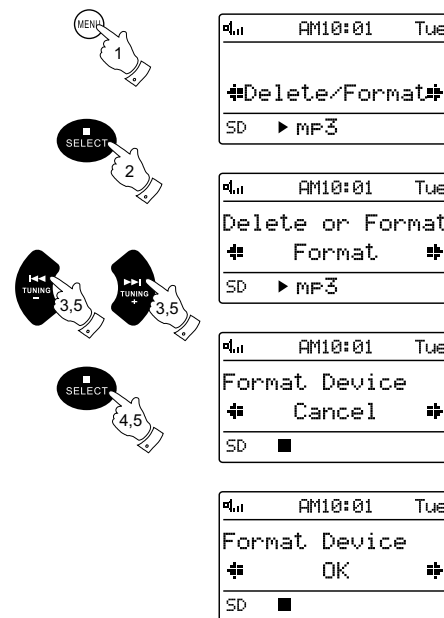 MENU
1
AM10:01 Tue
Delete/Format
SD ▶ mp3
SELECT
2
AM10:01 Tue
Delete or Format
Format
SD ▶ mp3
TUNING
−
3,5
TUNING
+
3,5
AM10:01 Tue
Format Device
Cancel
SD ■
SELECT
4,5
AM10:01 Tue
Format Device
OK
SD ■